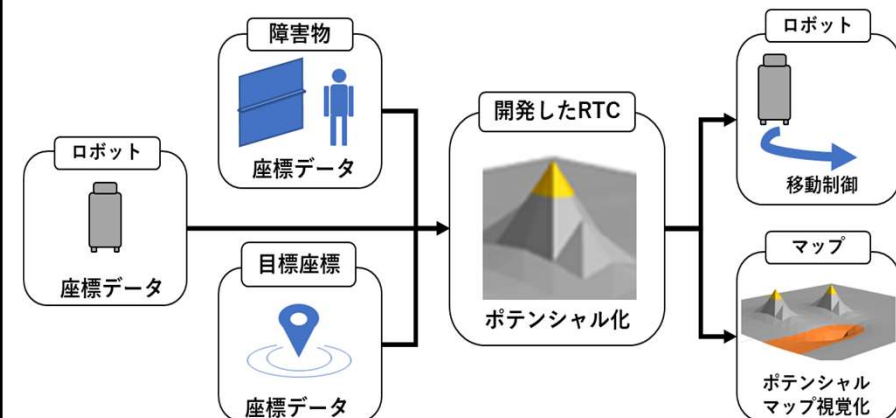 ロボット
座標データ
障害物
座標データ
目標座標
座標データ
開発したRTC
ポテンシャル化
ロボット
移動制御
マップ
ポテンシャル
マップ視覚化